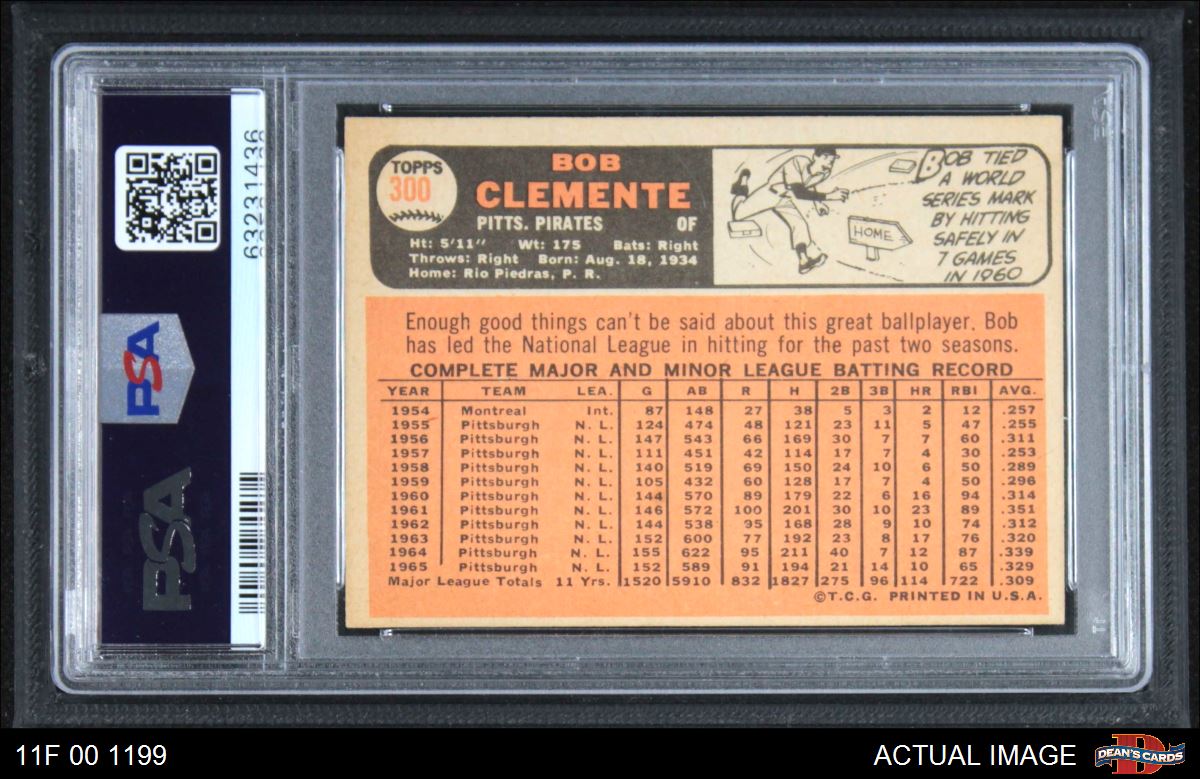 63231436
PSA
PSA
TOPPS
300
BOB
CLEMENTE
PITTS. PIRATES OF
Ht: 5'11" Wt: 175 Bats: Right
Throws: Right Born: Aug. 18, 1934
Home: Rio Piedras, P. R.
BOB TIED
A WORLD
SERIES MARK
BY HITTING
SAFELY IN
7 GAMES
IN 1960
HOME
Enough good things can't be said about this great ballplayer. Bob
has led the National League in hitting for the past two seasons.
COMPLETE MAJOR AND MINOR LEAGUE BATTING RECORD
YEAR TEAM LEA. G AB R H 2B 3B HR RBI AVG.
1954 Montreal Int. 87 148 27 38 5 3 2 12 .257
1955 Pittsburgh N. L. 124 474 48 121 23 11 5 47 .255
1956 Pittsburgh N. L. 147 543 66 169 30 7 7 60 .311
1957 Pittsburgh N. L. 111 451 42 114 17 7 4 30 .253
1958 Pittsburgh N. L. 140 519 69 150 24 10 6 50 .289
1959 Pittsburgh N. L. 105 432 60 128 17 7 4 50 .296
1960 Pittsburgh N. L. 144 570 89 179 22 6 16 94 .314
1961 Pittsburgh N. L. 146 572 100 201 30 10 23 89 .351
1962 Pittsburgh N. L. 144 538 95 168 28 9 10 74 .312
1963 Pittsburgh N. L. 152 600 77 192 23 8 17 76 .320
1964 Pittsburgh N. L. 155 622 95 211 40 7 12 87 .339
1965 Pittsburgh N. L. 152 589 91 194 21 14 10 65 .329
Major League Totals 11 Yrs. 1520 5910 832 1827 275 96 114 722 .309
©T.C.G. PRINTED IN U.S.A.
11F 00 1199
ACTUAL IMAGE
D
DEAN'S CARDS